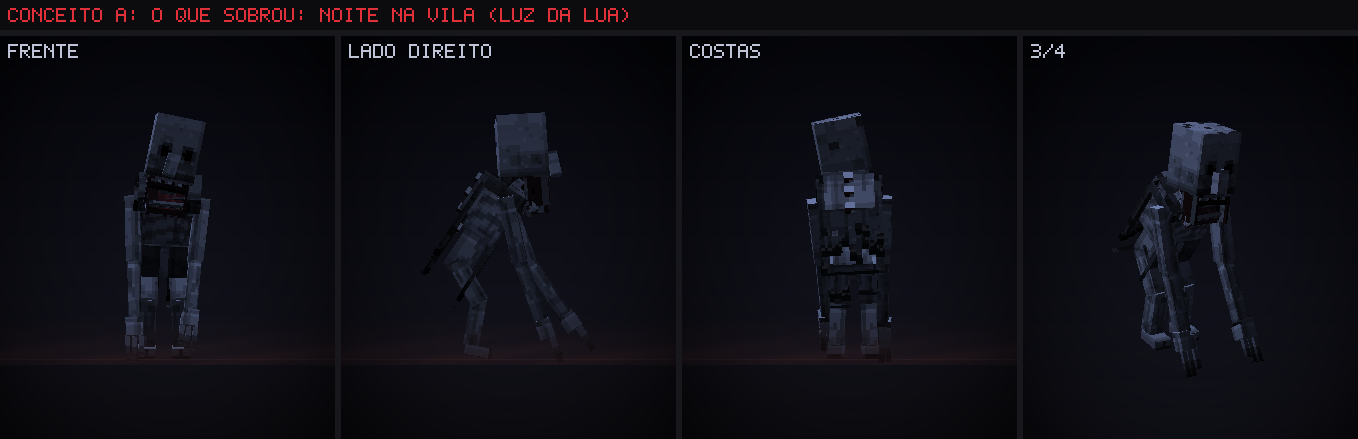 CONCEITO A: O QUE SOBROU: NOITE NA VILA (LUZ DA LUA)
FRENTE
LADO DIREITO
COSTAS
3/4